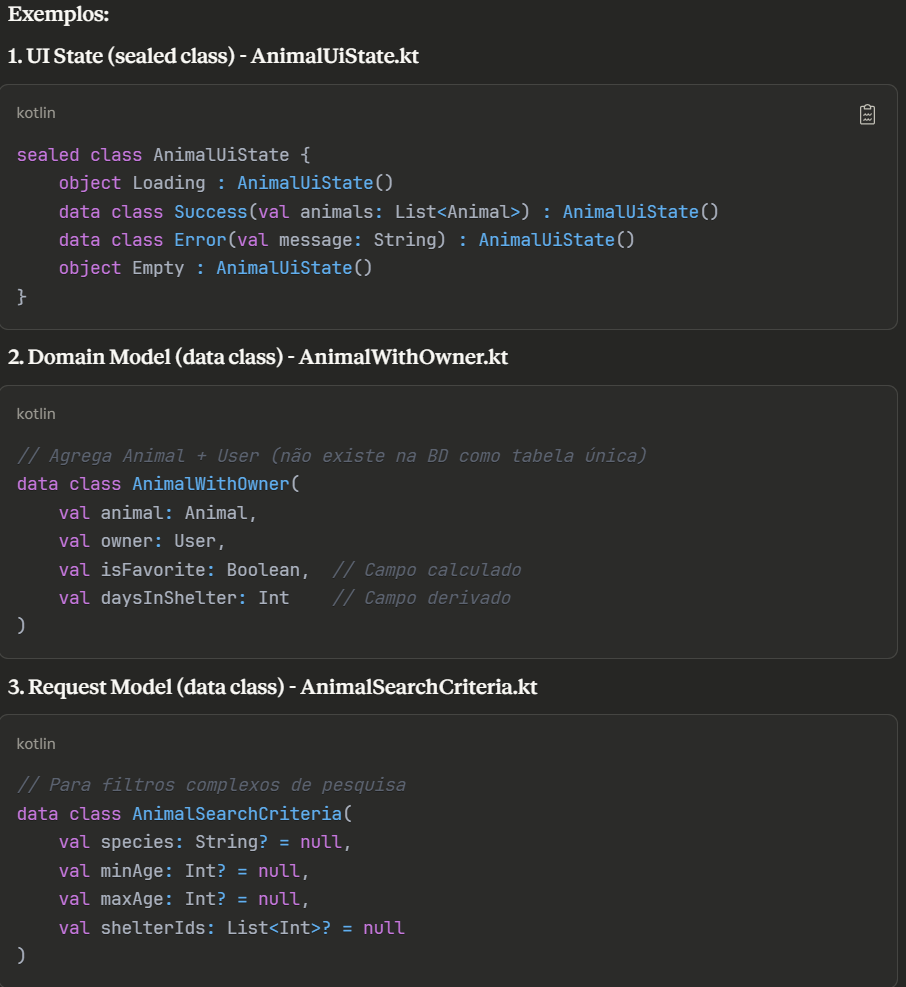 Exemplos:
1. UI State (sealed class) - AnimalUiState.kt
kotlin
sealed class AnimalUiState {
    object Loading : AnimalUiState()
    data class Success(val animals: List<Animal>) : AnimalUiState()
    data class Error(val message: String) : AnimalUiState()
    object Empty : AnimalUiState()
}
2. Domain Model (data class) - AnimalWithOwner.kt
kotlin
// Agrega Animal + User (não existe na BD como tabela única)
data class AnimalWithOwner(
    val animal: Animal,
    val owner: User,
    val isFavorite: Boolean,  // Campo calculado
    val daysInShelter: Int    // Campo derivado
)
3. Request Model (data class) - AnimalSearchCriteria.kt
kotlin
// Para filtros complexos de pesquisa
data class AnimalSearchCriteria(
    val species: String? = null,
    val minAge: Int? = null,
    val maxAge: Int? = null,
    val shelterIds: List<Int>? = null
)